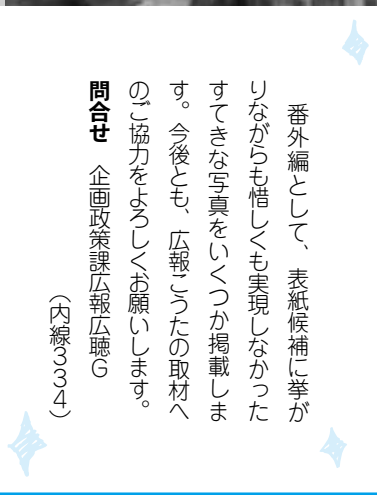 番外編として、表紙候補に挙が
りながらも惜しくも実現しなかった
すてきな写真をいくつか掲載しま
す。今後とも、広報こうたの取材へ
のご協力をよろしくお願いします。
問合せ　企画政策課広報広聴G
（内線334）